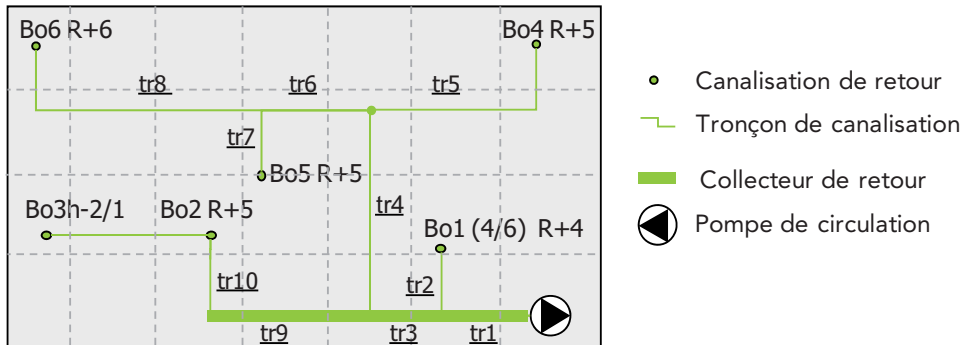 Bo6 R+6
Bo4 R+5
tr8 tr6 tr5
tr7
Bo5 R+5
Bo3h-2/1 Bo2 R+5
tr4
Bo1 (4/6) R+4
tr10 tr2
tr9 tr3 tr1
Canalisation de retour
Tronçon de canalisation
Collecteur de retour
Pompe de circulation